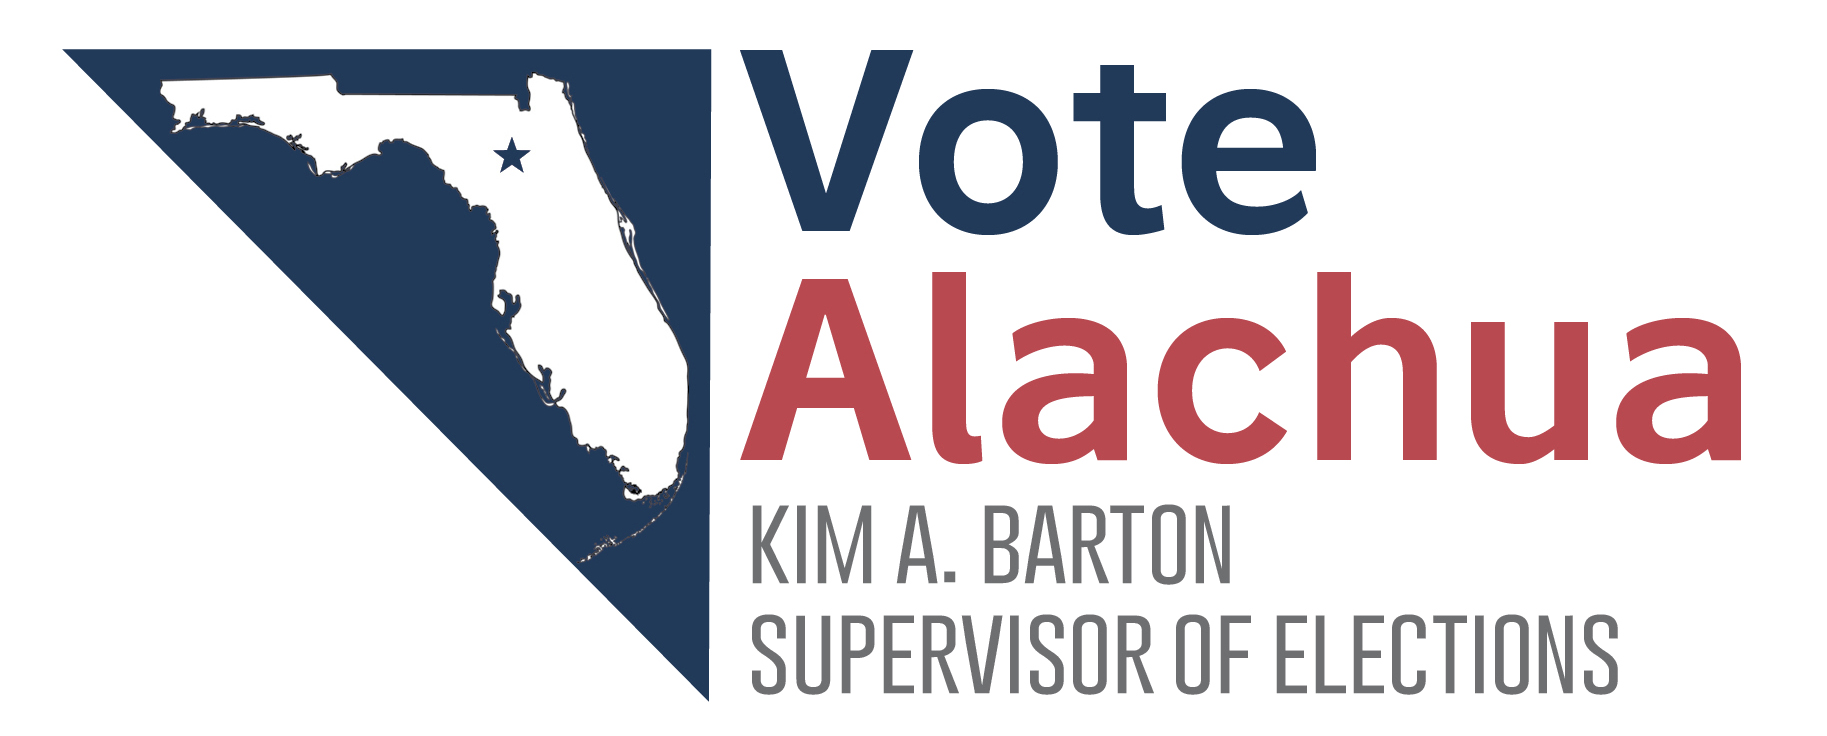 Vote
Alachua
KIM A. BARTON
SUPERVISOR OF ELECTIONS